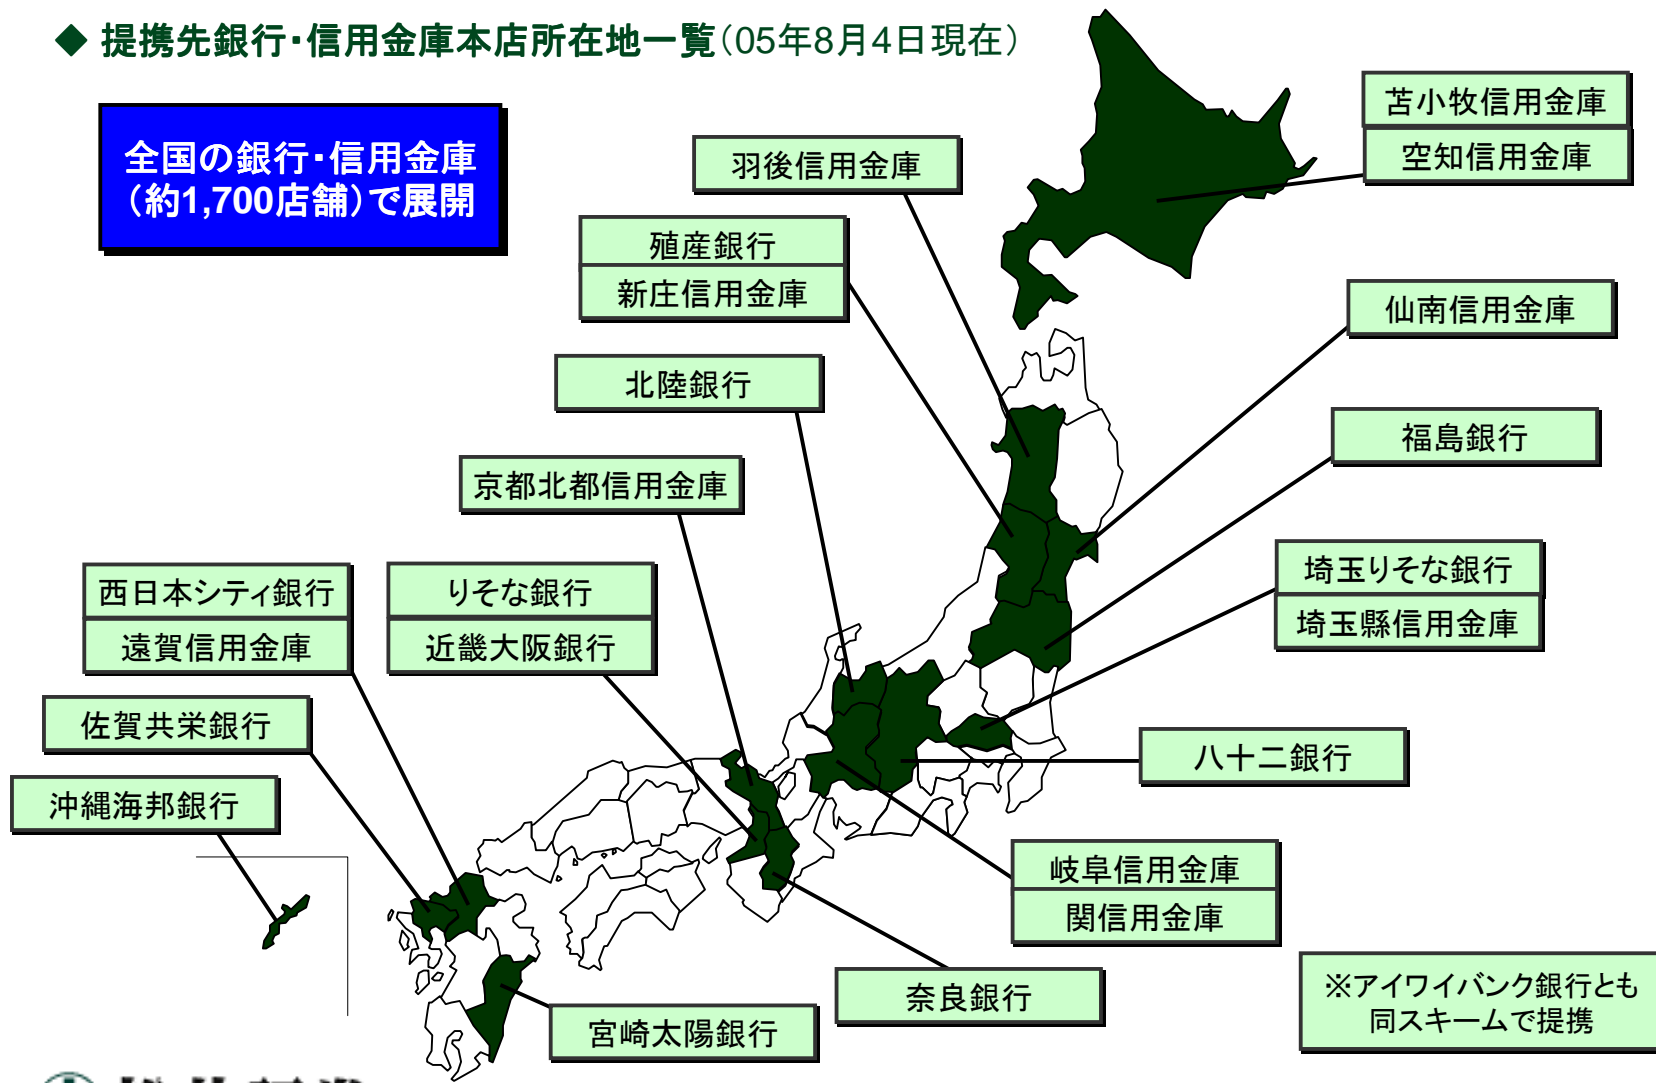 ◆ 提携先銀行・信用金庫本店所在地一覧(05年8月4日現在)
全国の銀行・信用金庫
(約1,700店舗)で展開
苫小牧信用金庫
空知信用金庫
羽後信用金庫
殖産銀行
新庄信用金庫
仙南信用金庫
北陸銀行
福島銀行
京都北都信用金庫
埼玉りそな銀行
埼玉縣信用金庫
西日本シティ銀行
遠賀信用金庫
りそな銀行
近畿大阪銀行
佐賀共栄銀行
八十二銀行
沖縄海邦銀行
岐阜信用金庫
関信用金庫
奈良銀行
宮崎太陽銀行
※アイワイバンク銀行とも
同スキームで提携